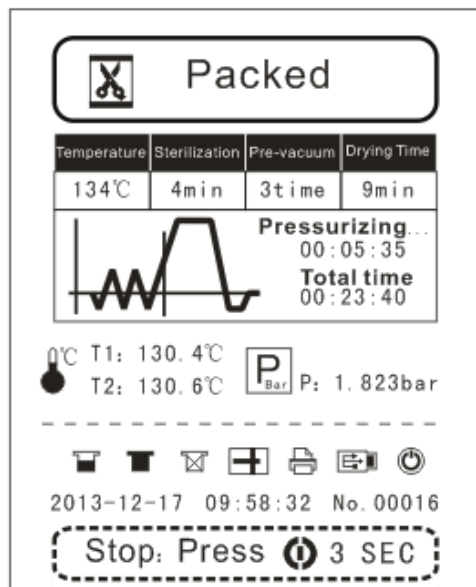 Packed
Temperature Sterilization Pre-vacuum Drying Time
134℃ 4min 3time 9min
Pressurizing...
00:05:35
Total time
00:23:40
℃ T1: 130.4℃
T2: 130.6℃
P Bar P: 1.823bar
2013-12-17 09:58:32 No.00016
Stop: Press 3 SEC